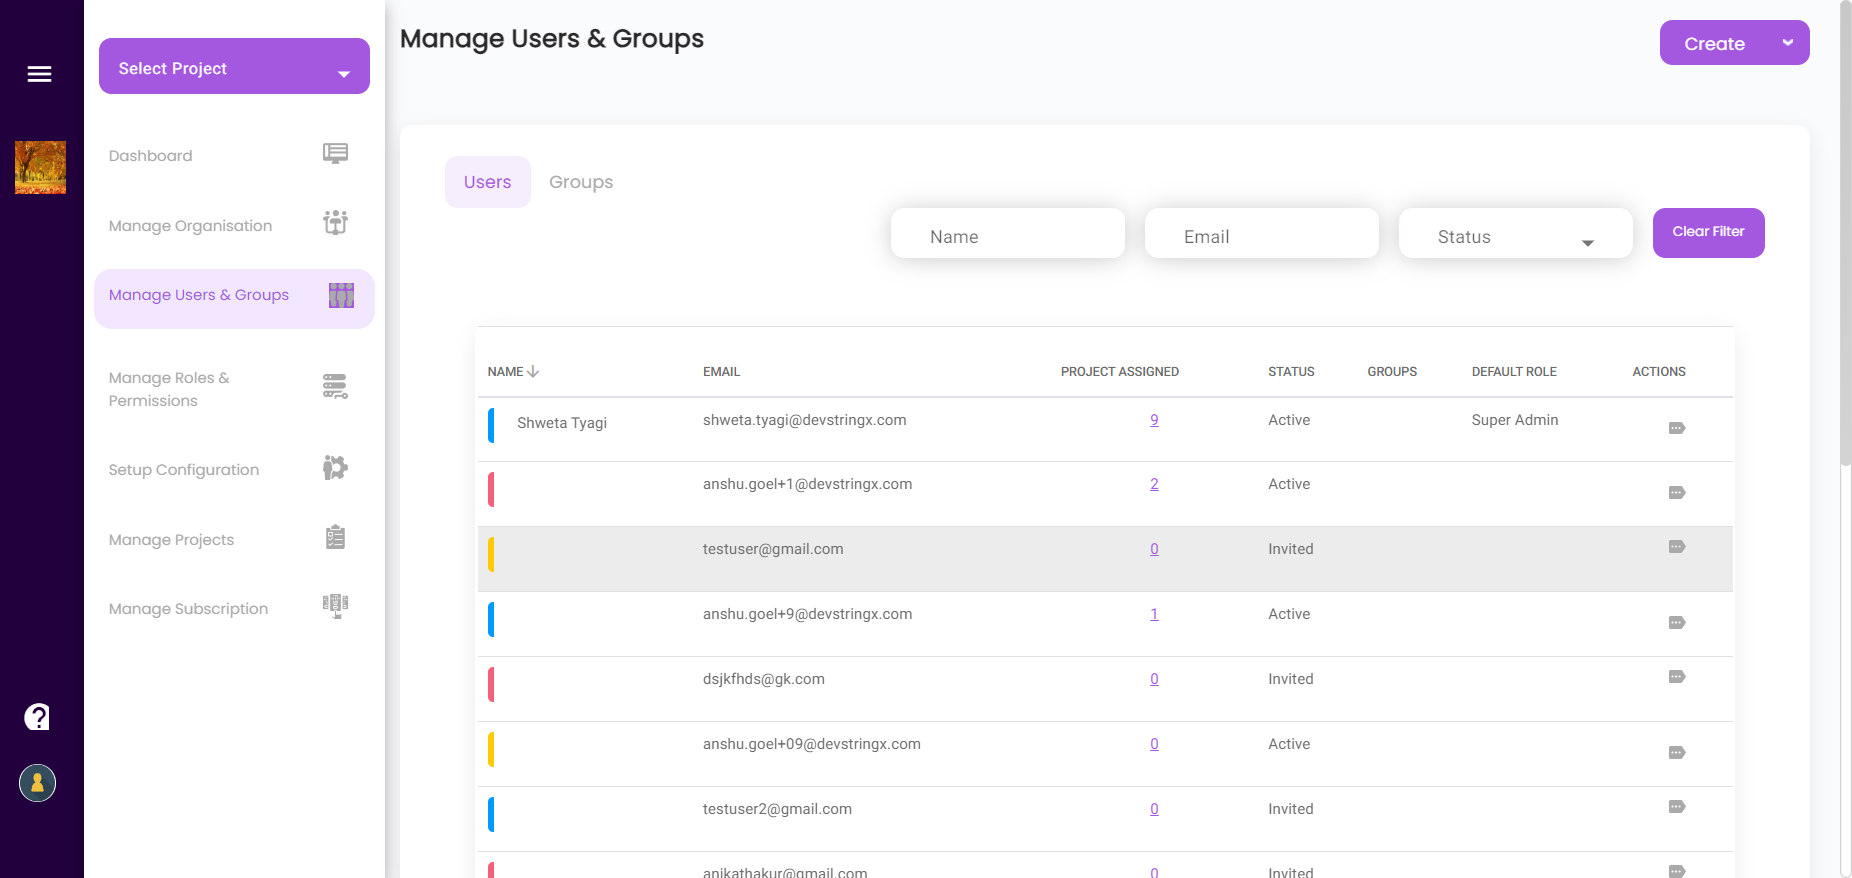 Manage Users & Groups
Create
Select Project
Dashboard
Manage Organisation
Manage Users & Groups
Manage Roles &
Permissions
Setup Configuration
Manage Projects
Manage Subscription
Users
Groups
Name
Email
Status
Clear Filter
NAME EMAIL PROJECT ASSIGNED STATUS GROUPS DEFAULT ROLE ACTIONS
Shweta Tyagi shweta.tyagi@devstringx.com 9 Active Super Admin
anshu.goel+1@devstringx.com 2 Active
testuser@gmail.com 0 Invited
anshu.goel+9@devstringx.com 1 Active
dsjkfhds@gk.com 0 Invited
anshu.goel+09@devstringx.com 0 Active
testuser2@gmail.com 0 Invited
anikathakur@gmail.com 0 Invited